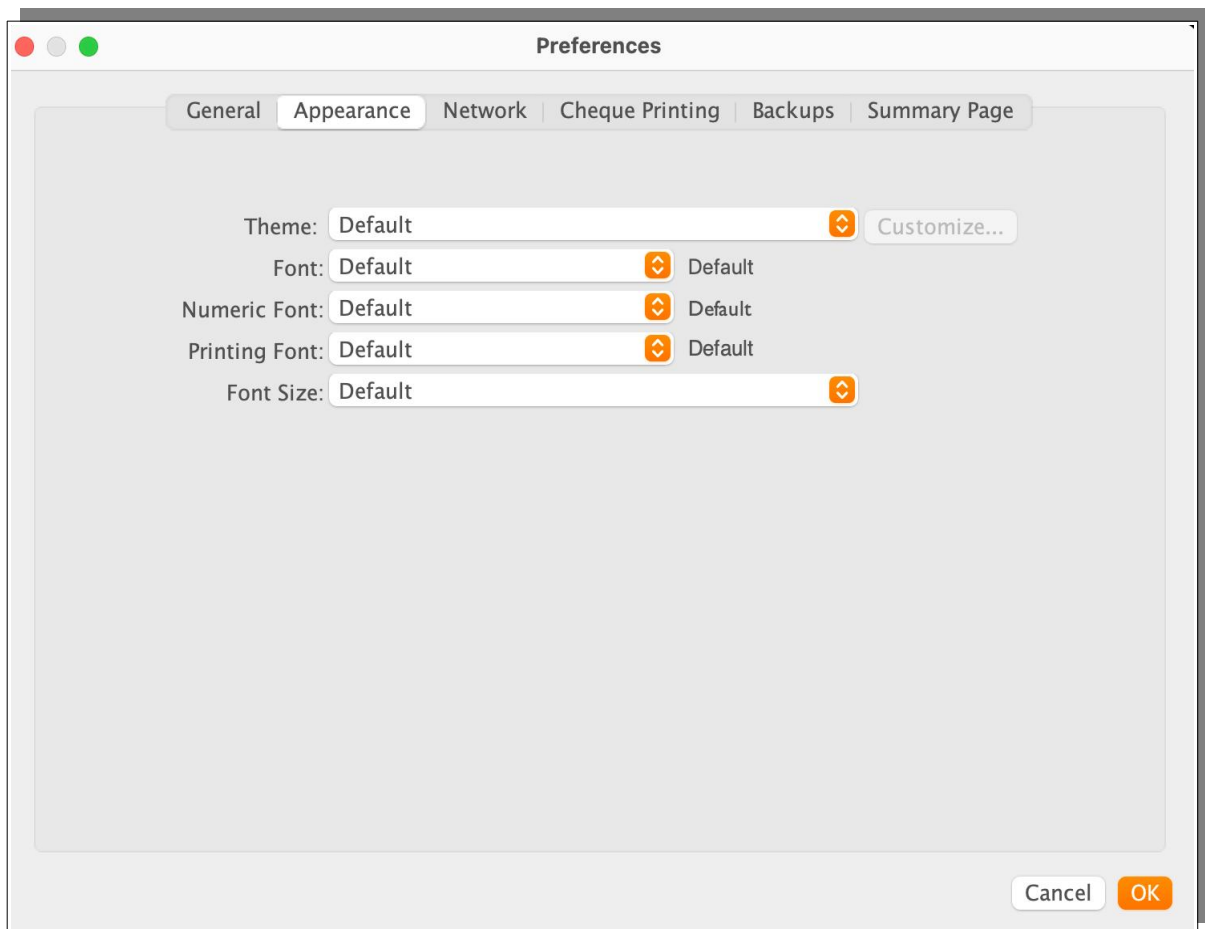 Preferences
General Appearance Network Cheque Printing Backups Summary Page
Theme: Default Customize...
Font: Default Default
Numeric Font: Default Default
Printing Font: Default Default
Font Size: Default
Cancel OK